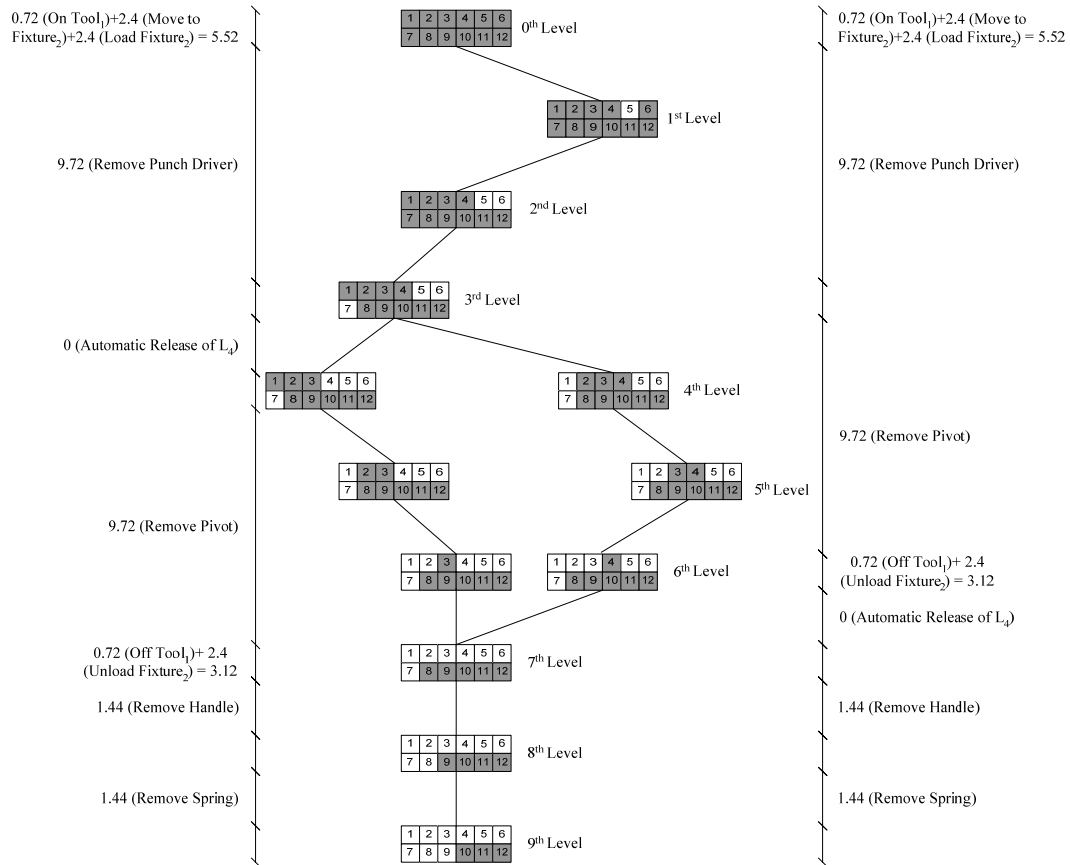 0.72 (On Tool1)+2.4 (Move to
Fixture2)+2.4 (Load Fixture2) = 5.52
1 2 3 4 5 6
7 8 9 10 11 12
0th Level
0.72 (On Tool1)+2.4 (Move to
Fixture2)+2.4 (Load Fixture2) = 5.52
1 2 3 4 5 6
7 8 9 10 11 12
1st Level
9.72 (Remove Punch Driver)
9.72 (Remove Punch Driver)
1 2 3 4 5 6
7 8 9 10 11 12
2nd Level
1 2 3 4 5 6
7 8 9 10 11 12
3rd Level
0 (Automatic Release of L4)
1 2 3 4 5 6
7 8 9 10 11 12
1 2 3 4 5 6
7 8 9 10 11 12
4th Level
9.72 (Remove Pivot)
1 2 3 4 5 6
7 8 9 10 11 12
1 2 3 4 5 6
7 8 9 10 11 12
5th Level
9.72 (Remove Pivot)
1 2 3 4 5 6
7 8 9 10 11 12
1 2 3 4 5 6
7 8 9 10 11 12
6th Level
0.72 (Off Tool1)+ 2.4
(Unload Fixture2) = 3.12
0 (Automatic Release of L4)
0.72 (Off Tool1)+ 2.4
(Unload Fixture2) = 3.12
1 2 3 4 5 6
7 8 9 10 11 12
7th Level
1.44 (Remove Handle)
1.44 (Remove Handle)
1 2 3 4 5 6
7 8 9 10 11 12
8th Level
1.44 (Remove Spring)
1.44 (Remove Spring)
1 2 3 4 5 6
7 8 9 10 11 12
9th Level